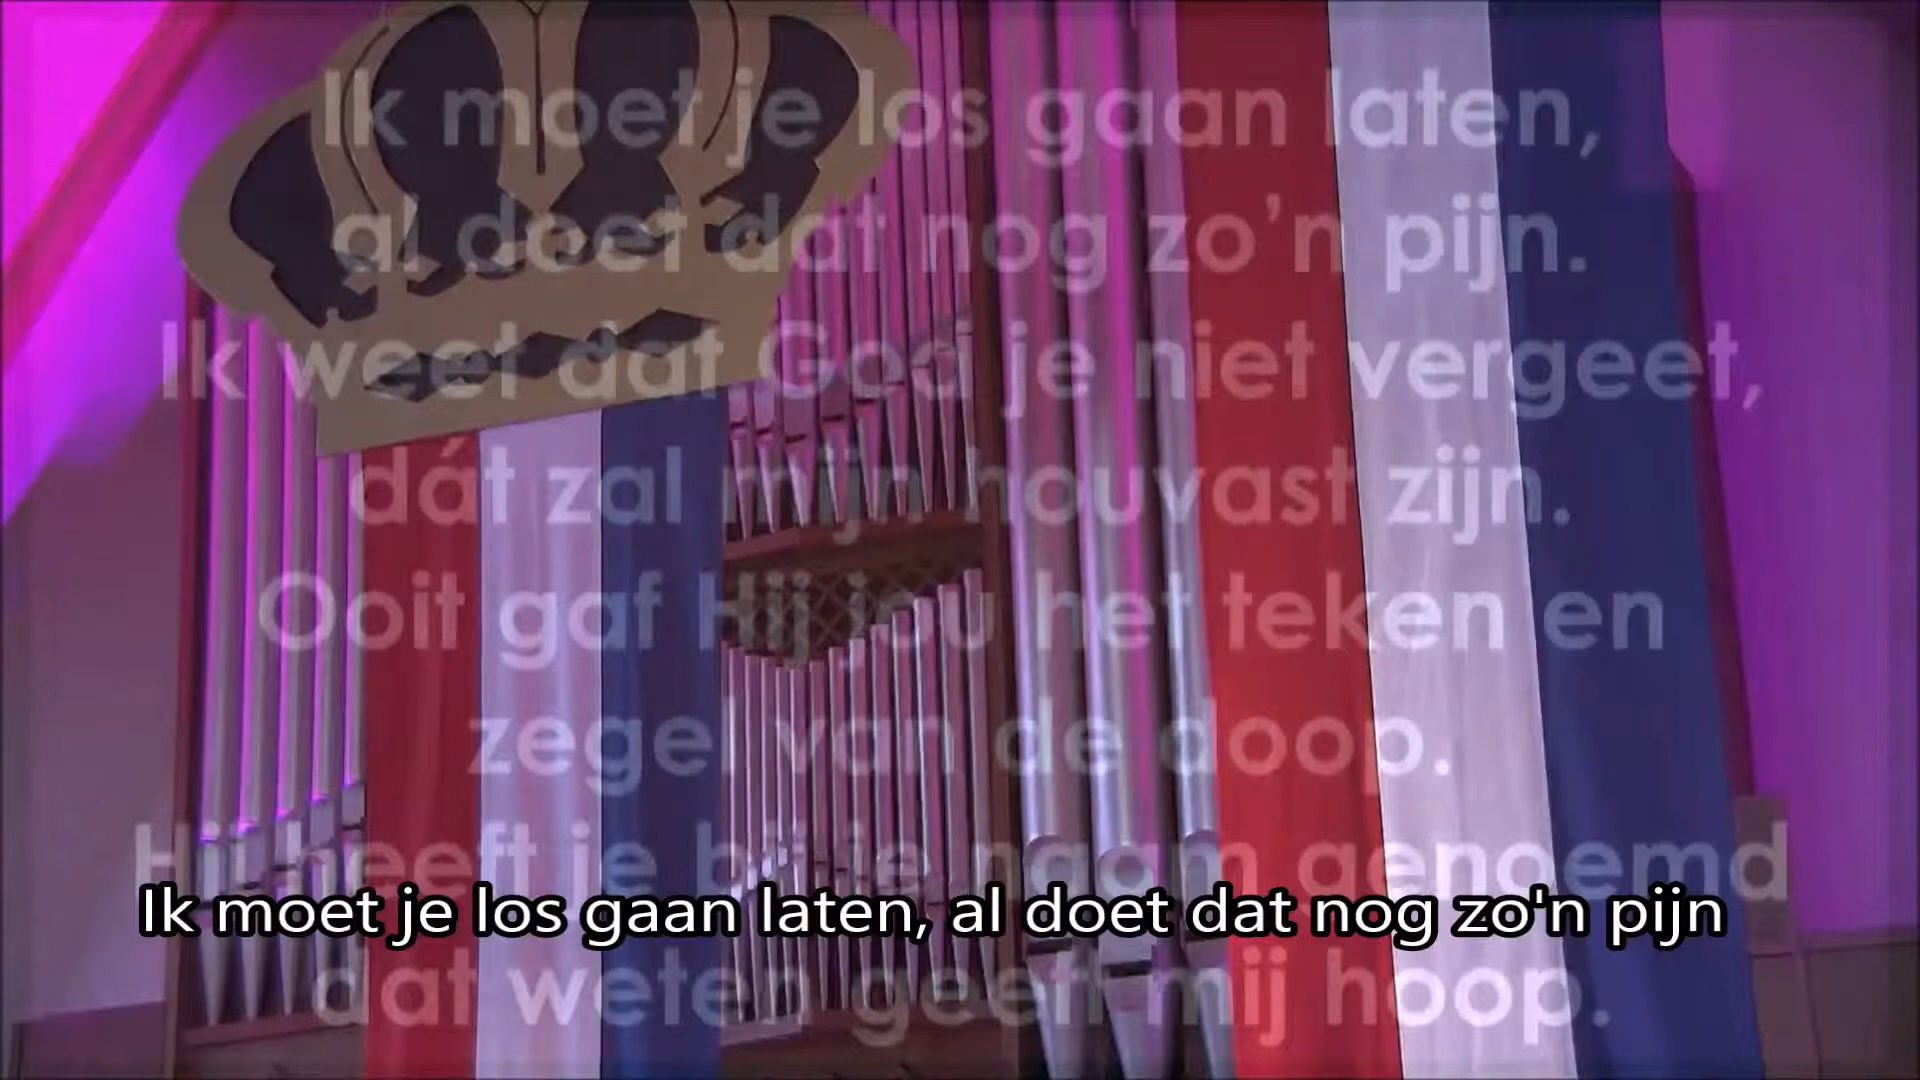 Ik moet je los gaan laten,
al doet dat nog zo’n pijn.
Ik weet dat God je niet vergeet,
dát zal mijn houvast zijn.
Ooit gaf Hij jou het teken en
zegel van de doop.
Hij heeft je bij je naam genoemd
Ik moet je los gaan laten, al doet dat nog zo'n pijn
dat weten geeft mij hoop.